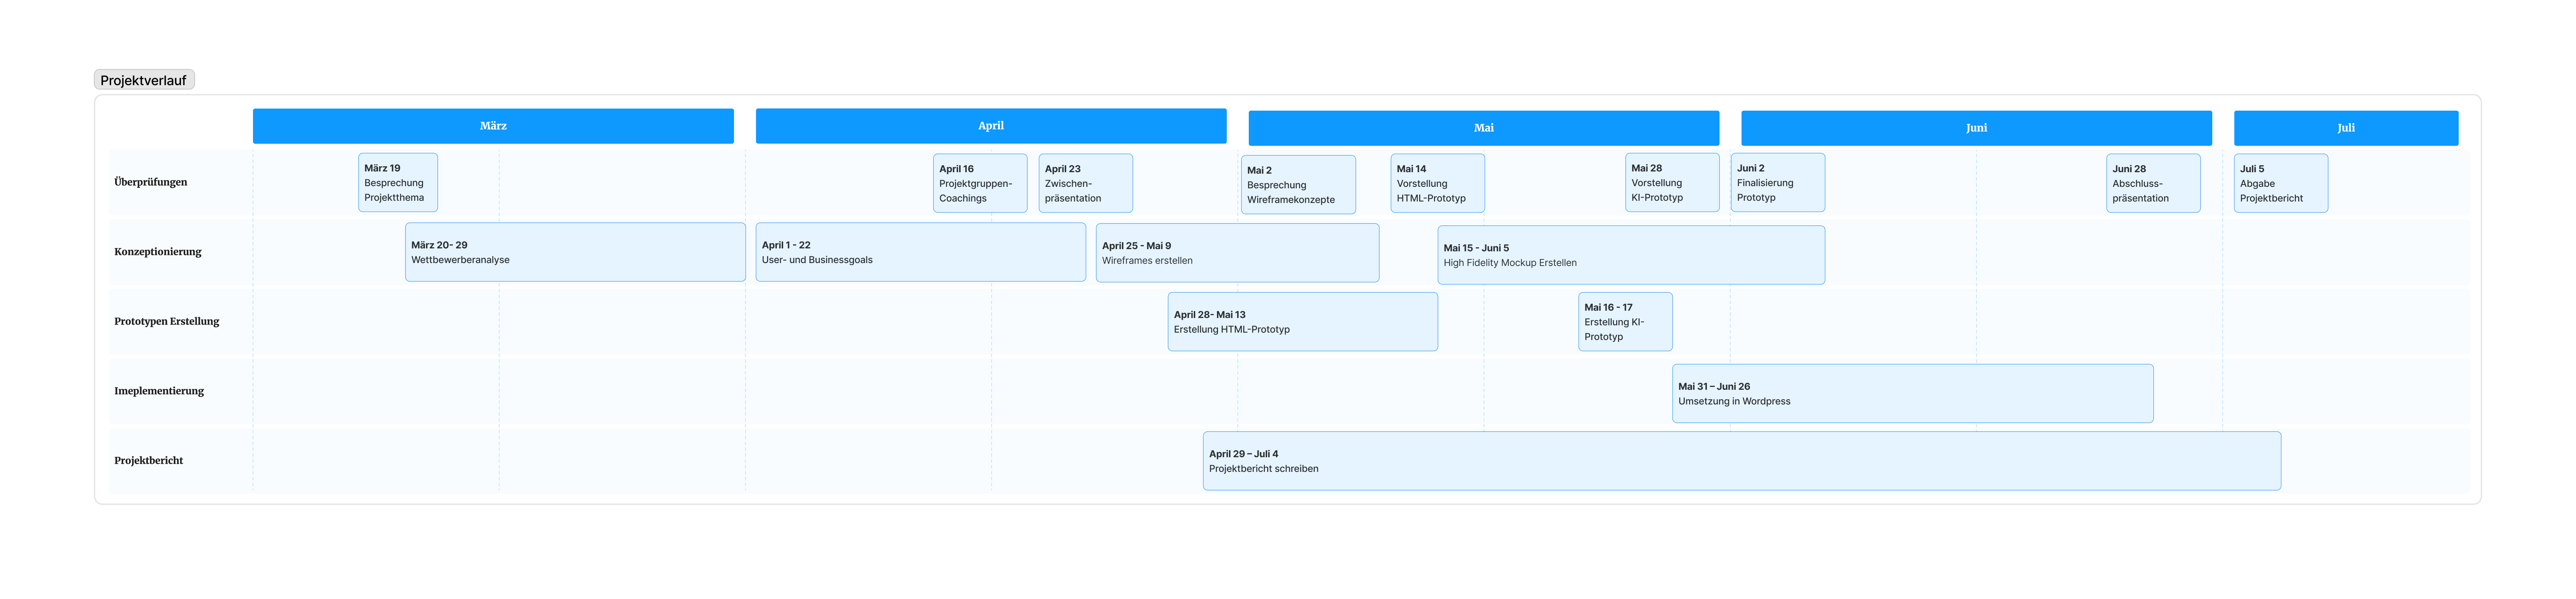 Projektverlauf
März
April
Mai
Juni
Juli
Überprüfungen
März 19
Besprechung
Projektthema
April 16
Projektgruppen-
Coachings
April 23
Zwischen-
präsentation
Mai 2
Besprechung
Wireframekonzepte
Mai 14
Vorstellung
HTML-Prototyp
Mai 28
Vorstellung
KI-Prototyp
Juni 2
Finalisierung
Prototyp
Juni 28
Abschluss-
präsentation
Juli 5
Abgabe
Projektbericht
Konzeptionierung
März 20- 29
Wettbewerberanalyse
April 1 - 22
User- und Businessgoals
April 25 - Mai 9
Wireframes erstellen
Mai 15 - Juni 5
High Fidelity Mockup Erstellen
Prototypen Erstellung
April 28- Mai 13
Erstellung HTML-Prototyp
Mai 16 - 17
Erstellung KI-
Prototyp
Imeplementierung
Mai 31 – Juni 26
Umsetzung in Wordpress
Projektbericht
April 29 – Juli 4
Projektbericht schreiben